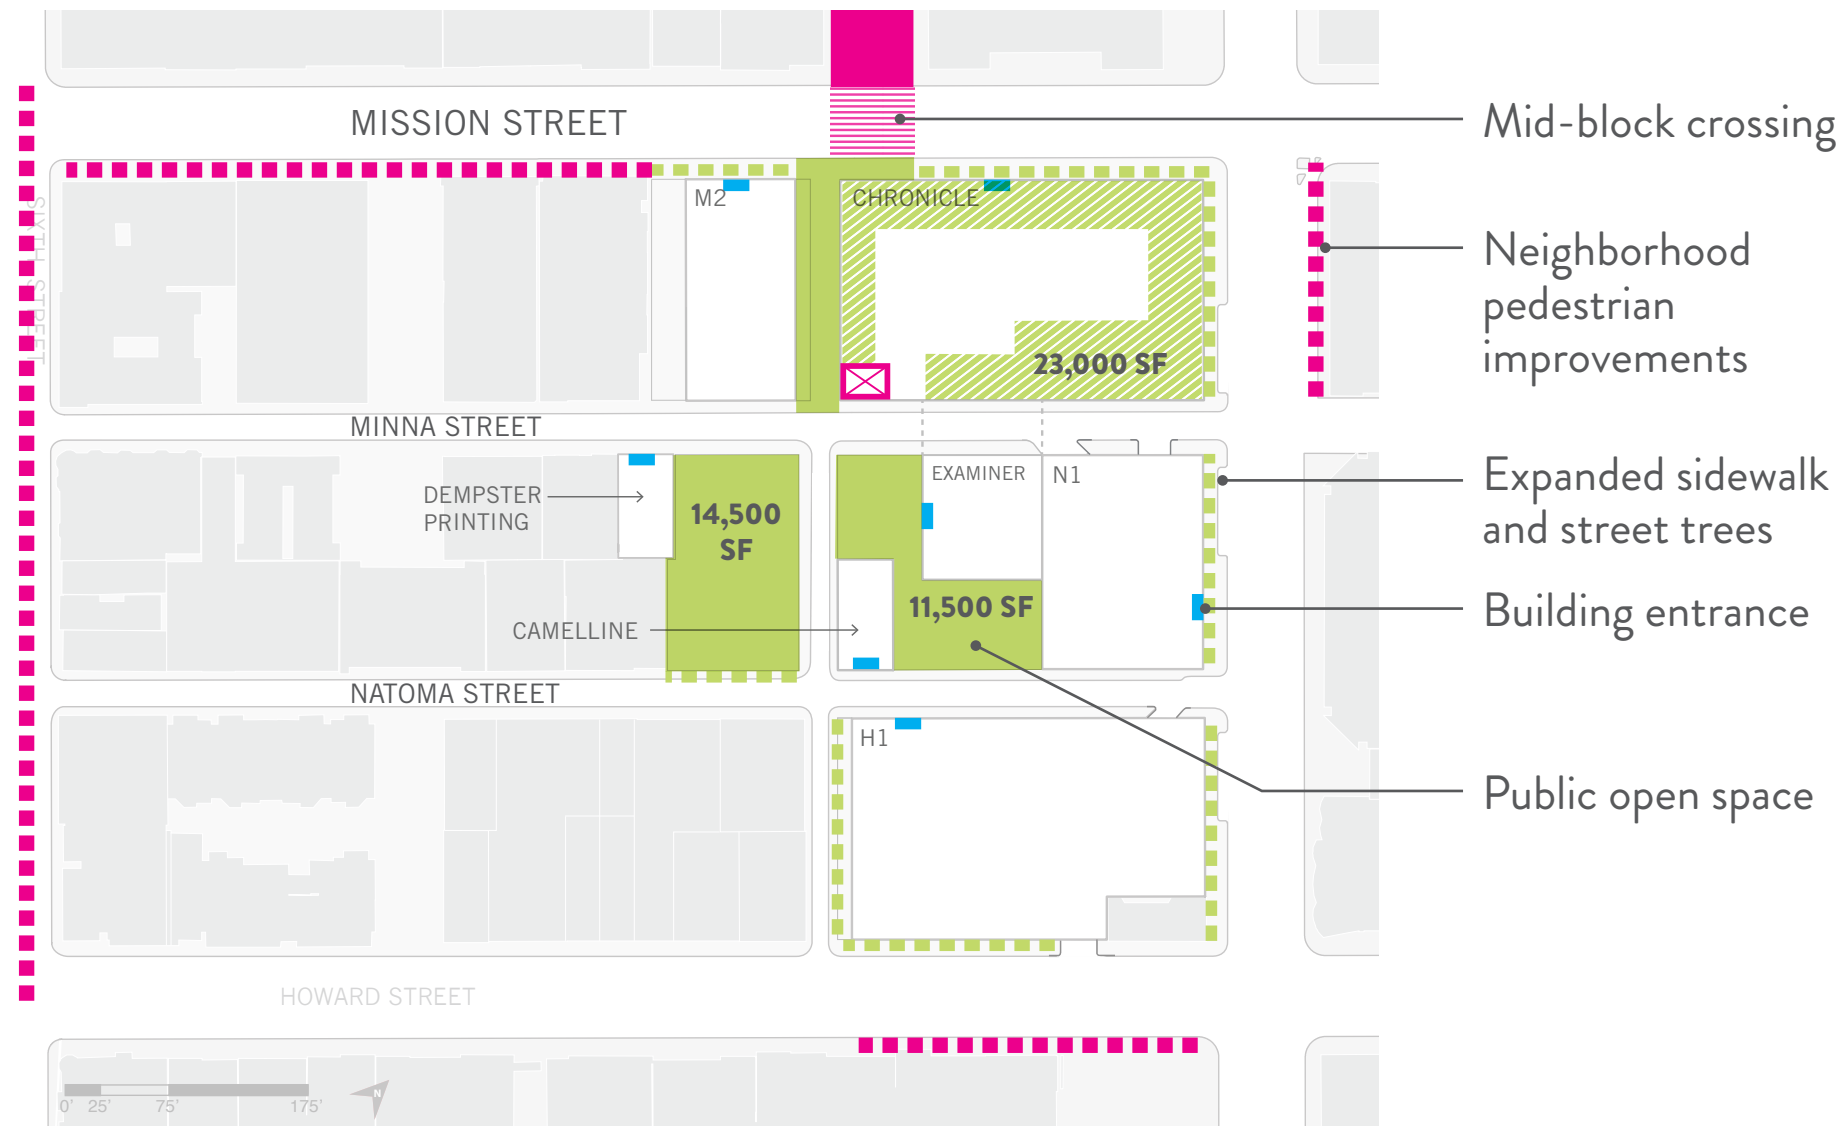 MISSION STREET
Mid-block crossing
M2
CHRONICLE
SIXTH STREET
Neighborhood
pedestrian
improvements
23,000 SF
MINNA STREET
EXAMINER
N1
DEMPSTER
PRINTING
14,500
SF
Expanded sidewalk
and street trees
11,500 SF
Building entrance
CAMELLINE
NATOMA STREET
H1
Public open space
HOWARD STREET
N
0' 25' 75' 175'